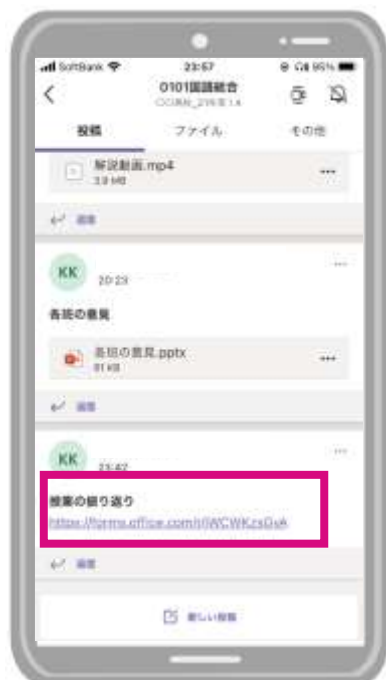 SoftBank 23:57 95%
0101国語総合
投稿 ファイル その他
解説動画.mp4
3.9 MB
返信
KK 20:23
各班の意見
各班の意見.pptx
81 KB
返信
KK 23:42
授業の振り返り
返信
新しい投稿